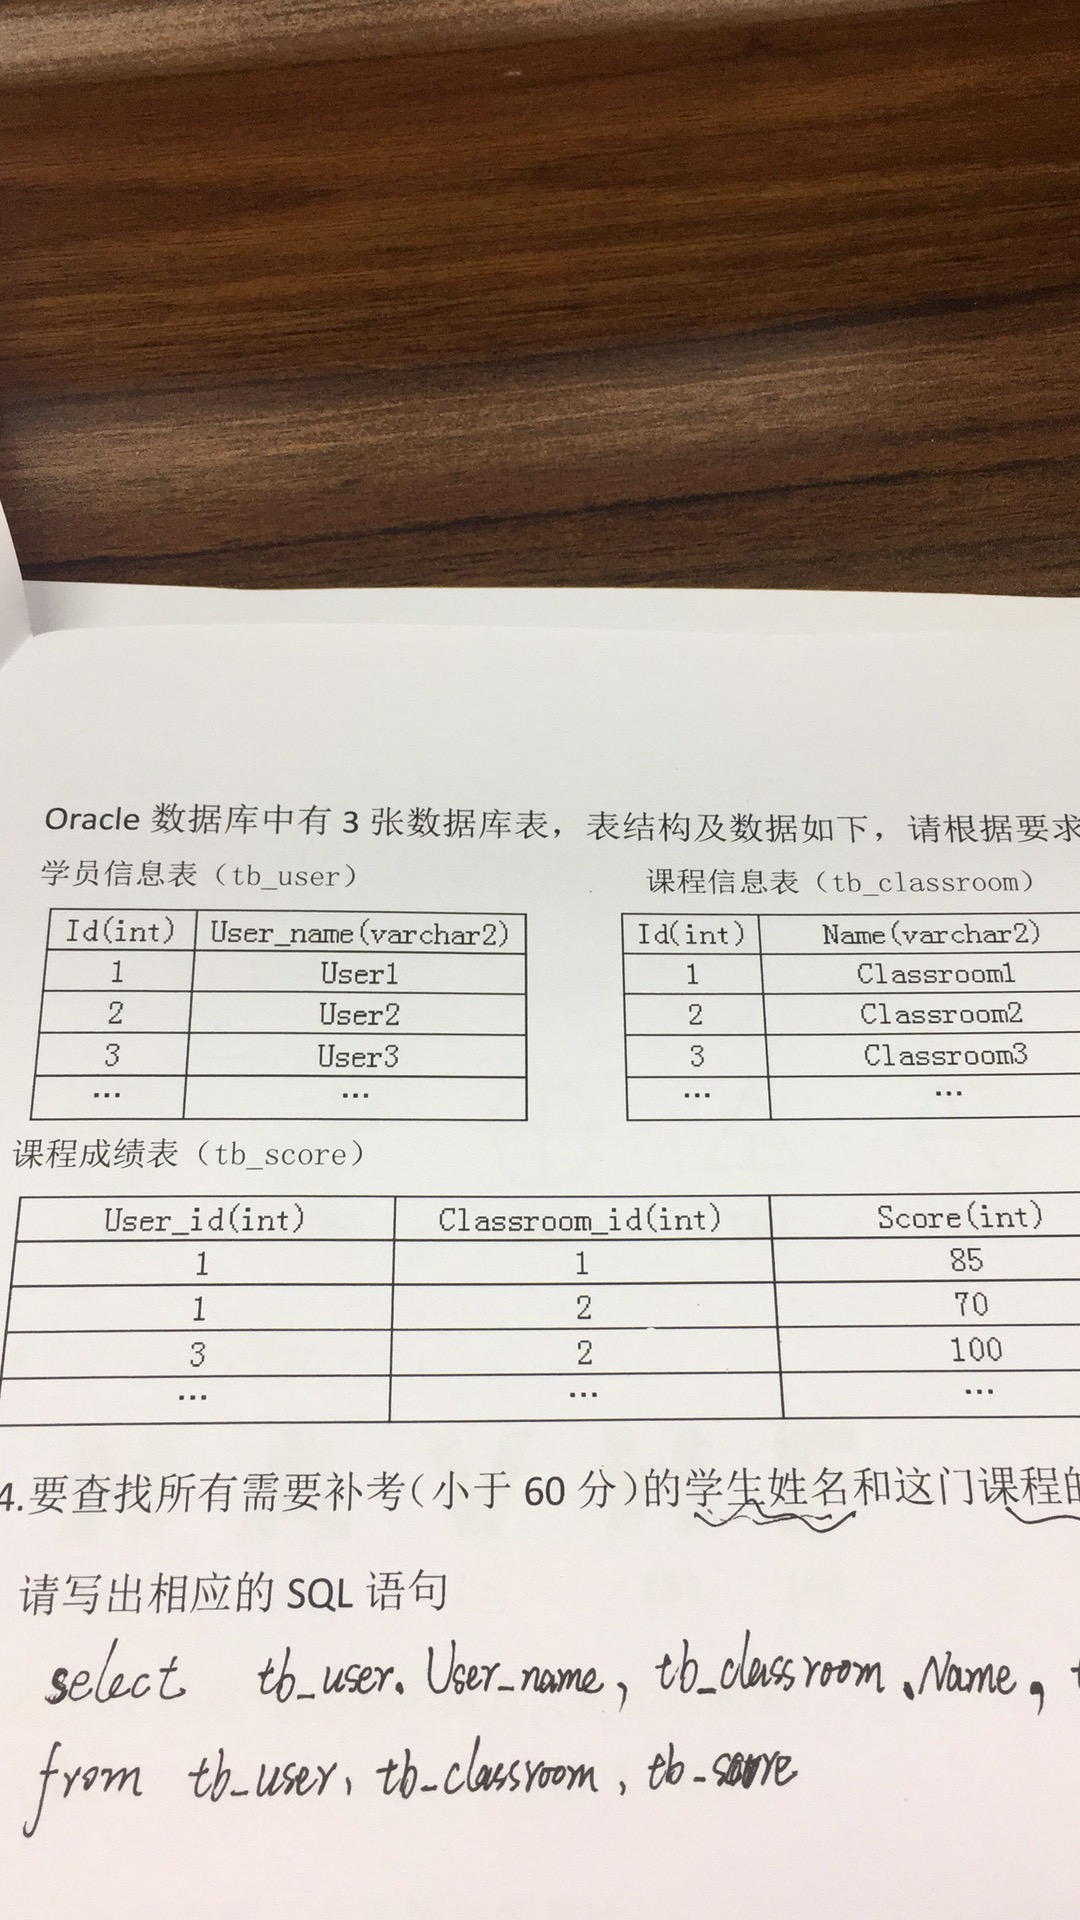 Oracle 数据库中有 3 张数据库表，表结构及数据如下，请根据要求
学员信息表（tb_user）
课程信息表（tb_classroom）
Id(int) User_name(varchar2)
1 User1
2 User2
3 User3
… …
Id(int) Name(varchar2)
1 Classroom1
2 Classroom2
3 Classroom3
… …
课程成绩表（tb_score）
User_id(int) Classroom_id(int) Score(int)
1 1 85
1 2 70
3 2 100
… … …
4.要查找所有需要补考（小于 60 分）的学生姓名和这门课程的
请写出相应的 SQL 语句
select tb_user. User_name, tb_classroom .Name,
from tb_user, tb_classroom, tb_score